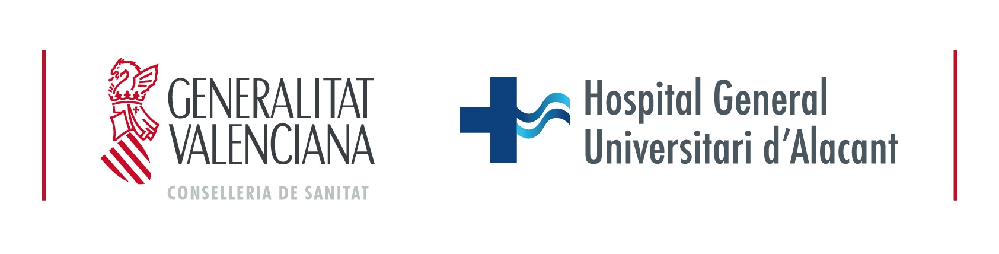 GENERALITAT
VALENCIANA
CONSELLERIA DE SANITAT
Hospital General
Universitari d’Alacant